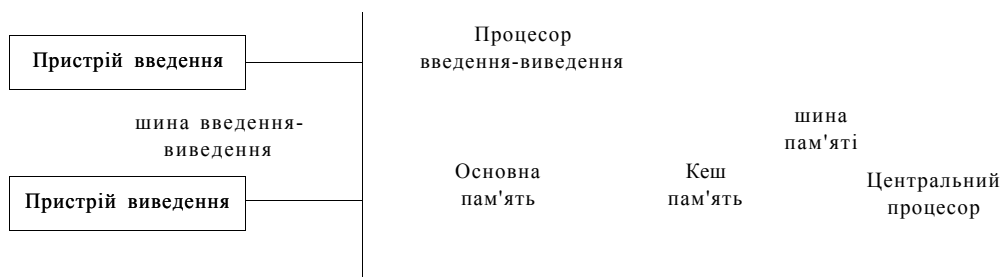 Процесор
введення-виведення
Пристрій введення
шина введення-
виведення
шина
пам'яті
Основна
пам'ять
Кеш
пам'ять
Центральний
процесор
Пристрій виведення